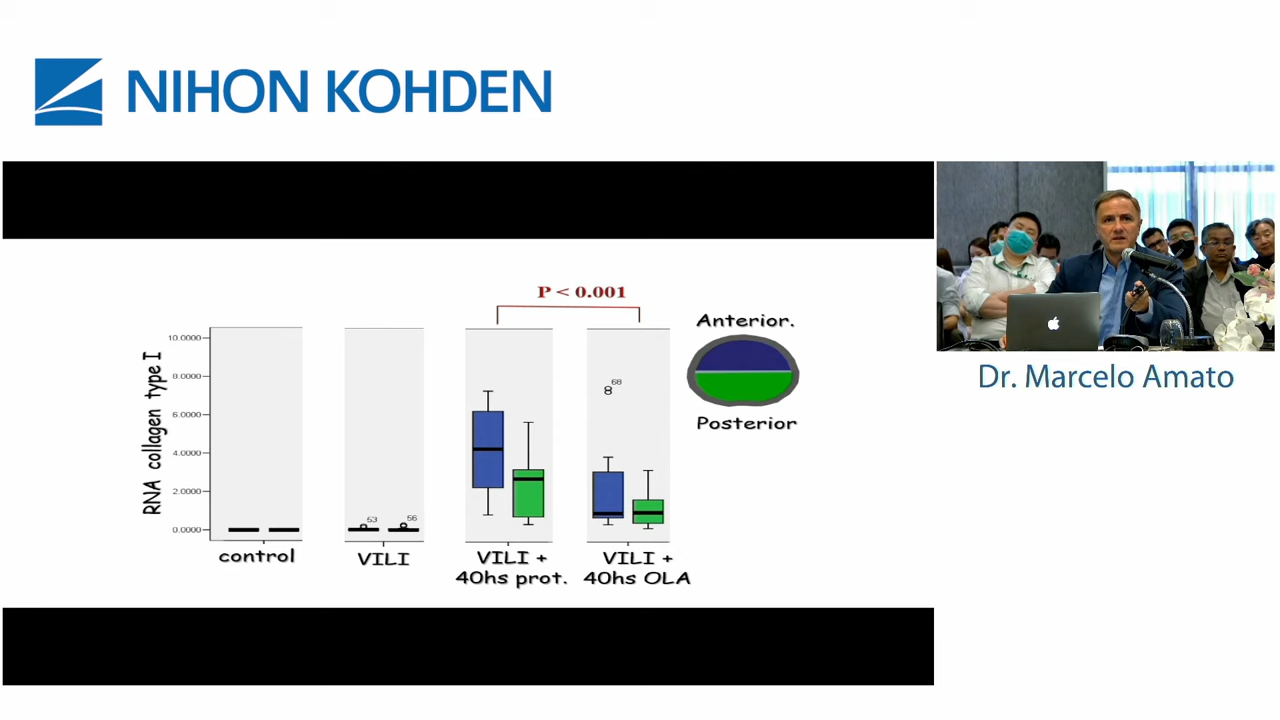 NIHON KOHDEN
P < 0.001
Anterior.
Posterior
RNA collagen type I
10.0000
8.0000
6.0000
4.0000
2.0000
0.0000
53
56
68
8
control
VILI
VILI +
40hs prot.
VILI +
40hs OLA
Dr. Marcelo Amato